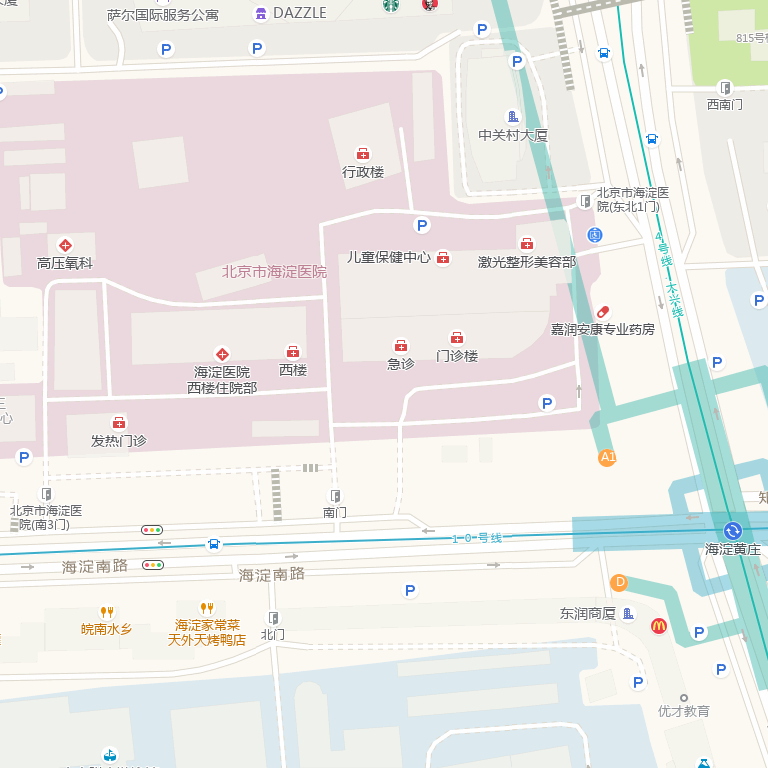 大厦
萨尔国际服务公寓
DAZZLE
P
P
P
P
815号
中关村大厦
西南门
行政楼
北京市海淀医
院(东北1门)
P
高压氧科
儿童保健中心
激光整形美容部
4号线大兴线
北京市海淀医院
P
嘉润安康专业药房
急诊
门诊楼
西楼
海淀医院
西楼住院部
P
P
三
心
发热门诊
P
A1
北京市海淀医
院(南3门)
南门
知
10号线
海淀黄庄
海淀南路
海淀南路
D
P
东润商厦
皖南水乡
海淀家常菜
天外天烤鸭店
北门
P
P
P
优才教育